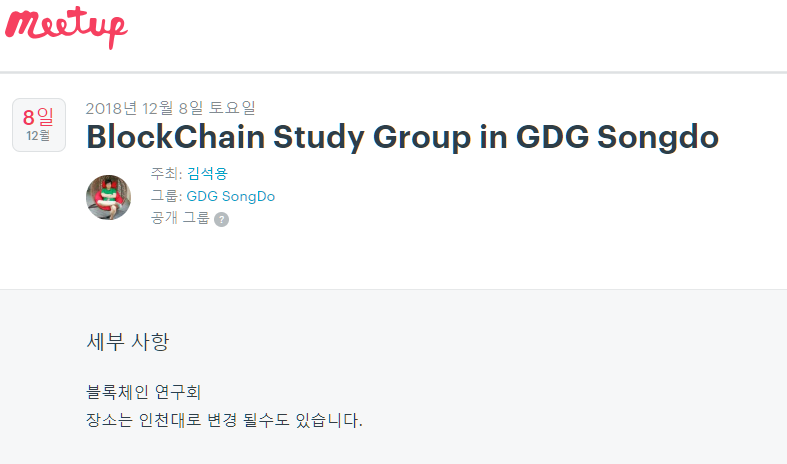 meetup
8일
12월
2018년 12월 8일 토요일
BlockChain Study Group in GDG Songdo
주최: 김석용
그룹: GDG SongDo
공개 그룹 ?
세부 사항
블록체인 연구회
장소는 인천대로 변경 될수도 있습니다.